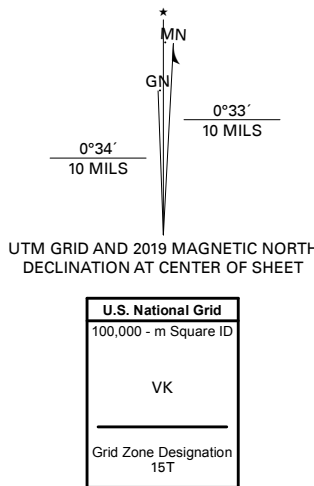 MN
GN
0°33´
10 MILS
0°34´
10 MILS
UTM GRID AND 2019 MAGNETIC NORTH
DECLINATION AT CENTER OF SHEET
U.S. National Grid
100,000 - m Square ID
VK
Grid Zone Designation
15T